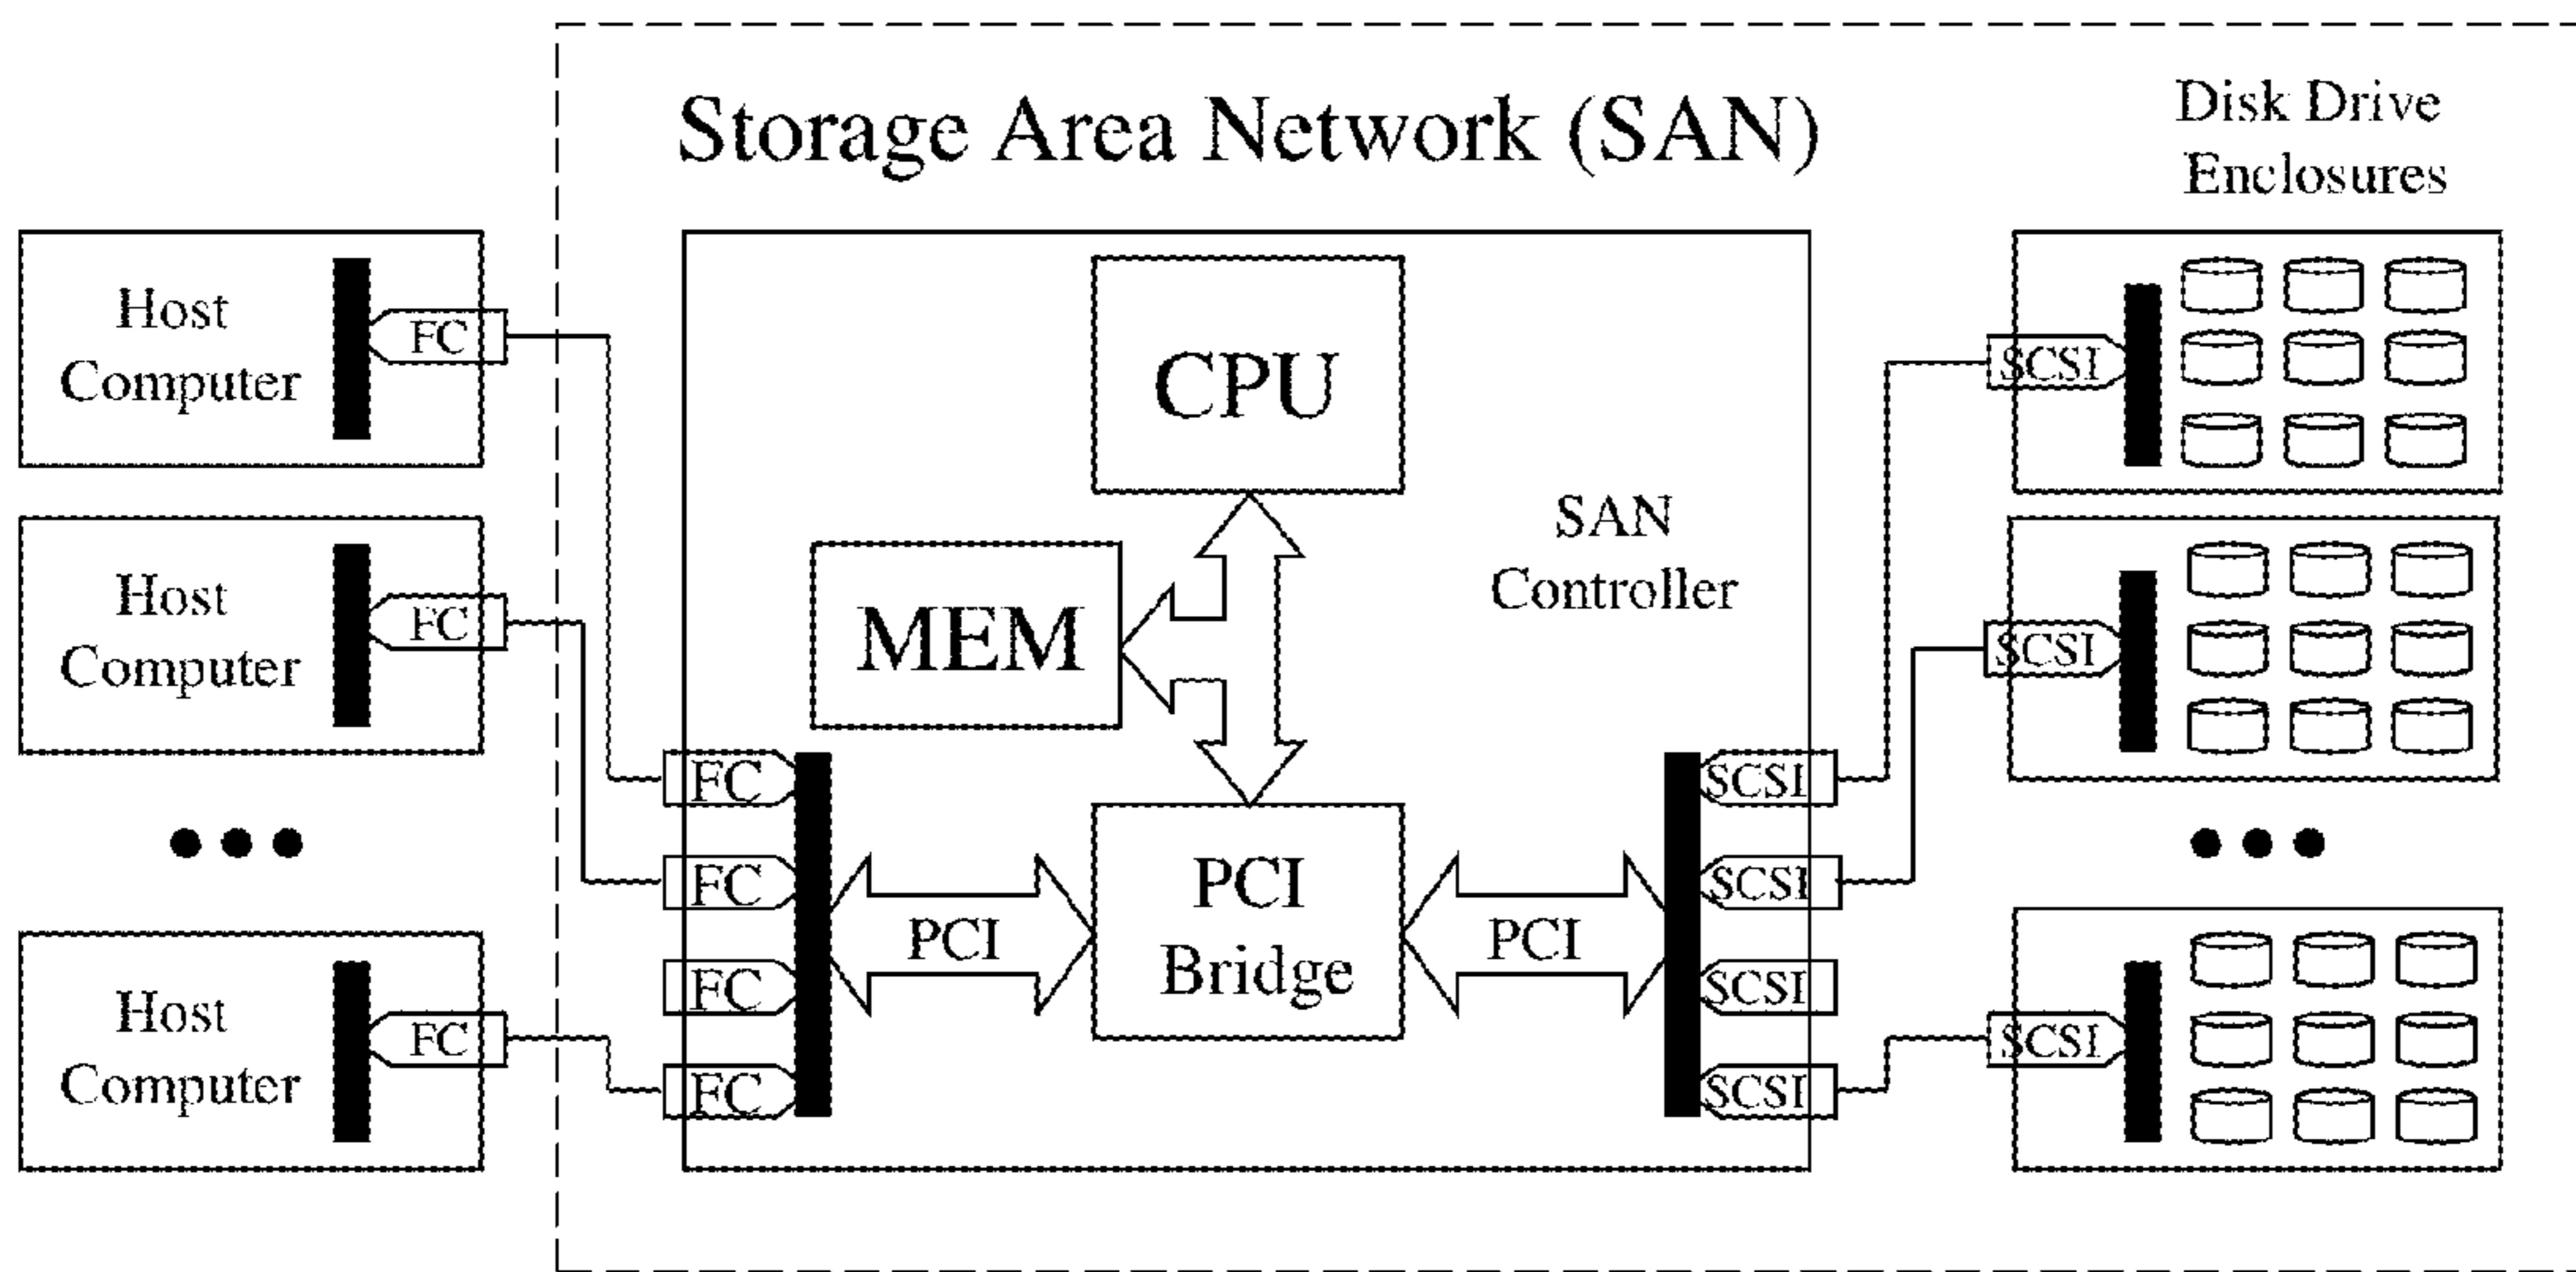 Storage Area Network (SAN)
Disk Drive
Enclosures
Host
Computer
FC
Host
Computer
FC
Host
Computer
FC
CPU
MEM
SAN
Controller
FC
FC
FC
FC
PCI
PCI
Bridge
PCI
SCSI
SCSI
SCSI
SCSI
SCSI
SCSI
SCSI